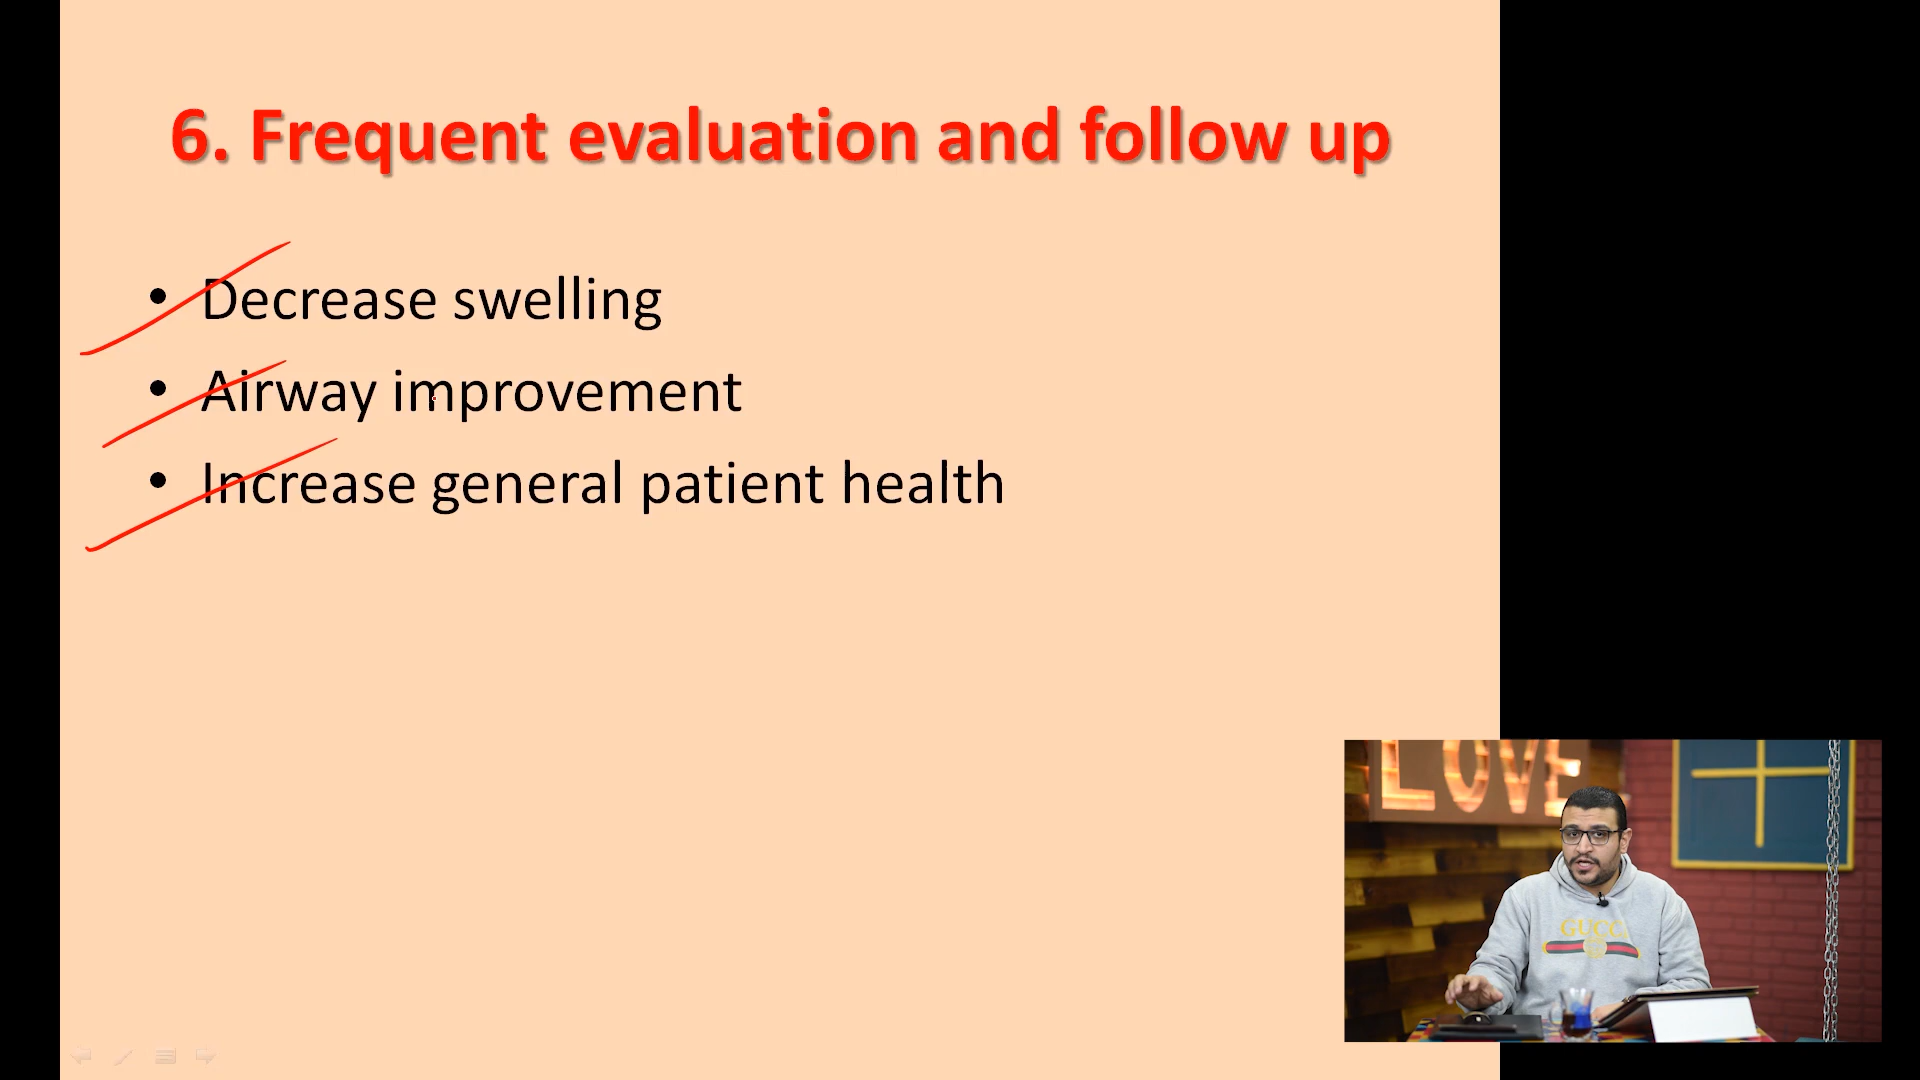 6. Frequent evaluation and follow up
• Decrease swelling
• Airway improvement
• Increase general patient health
LOVE
GUCCI